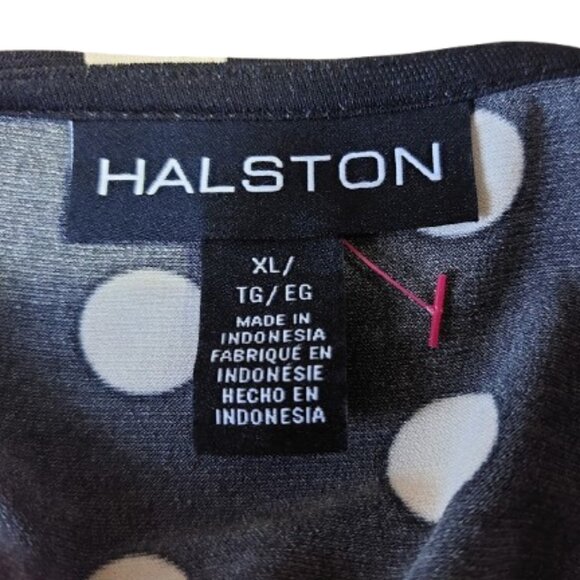 HALSTON
XL/
TG/EG
MADE IN
INDONESIA
FABRIQUÉ EN
INDONÉSIE
HECHO EN
INDONESIA